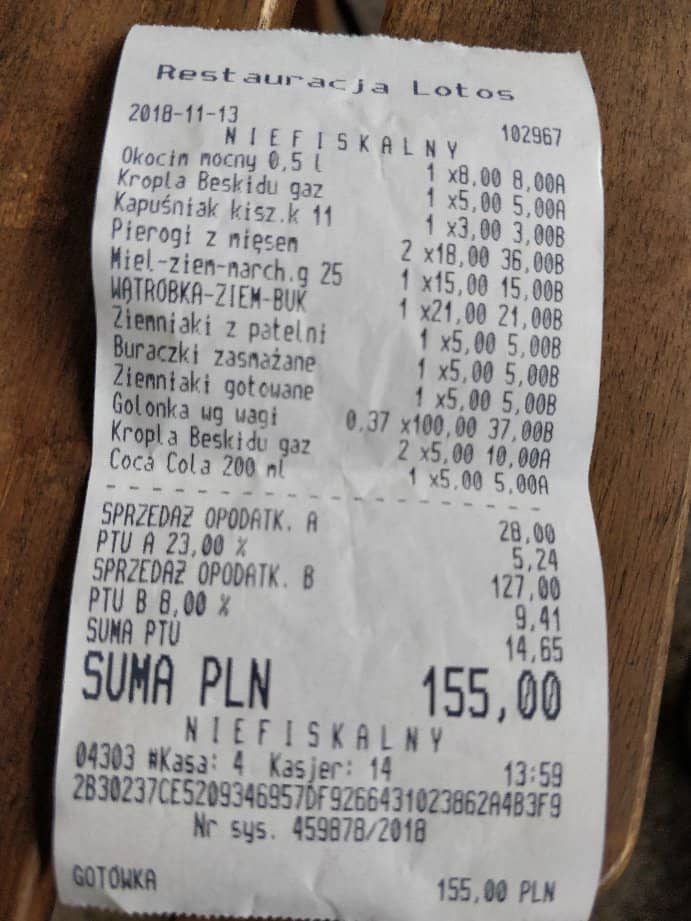 Restauracja Lotos
2018-11-13 102967
N I E F I S K A L N Y
Okocim mocny 0,5 l 1 x8,00 8,00A
Kropla Beskidu gaz 1 x5,00 5,00A
Kapuśniak kisz.k 11 1 x3,00 3,00B
Pierogi z mięsem 2 x18,00 36,00B
Miel-ziem-march.g 25 1 x15,00 15,00B
WĄTRÓBKA-ZIEM-BUK 1 x21,00 21,00B
Ziemniaki z patelni 1 x5,00 5,00B
Buraczki zasmażane 1 x5,00 5,00B
Ziemniaki gotowane 1 x5,00 5,00B
Golonka wg wagi 0,37 x100,00 37,00B
Kropla Beskidu gaz 2 x5,00 10,00A
Coca Cola 200 ml 1 x5,00 5,00A
SPRZEDAŻ OPODATK. A 28,00
PTU A 23,00 % 5,24
SPRZEDAŻ OPODATK. B 127,00
PTU B 8,00 % 9,41
SUMA PTU 14,65
SUMA PLN 155,00
N I E F I S K A L N Y
04303 #Kasa: 4 Kasjer: 14 13:59
2B30237CE5209346957DF9266431023862A4B3F9
Nr sys. 459878/2018
GOTÓWKA 155,00 PLN